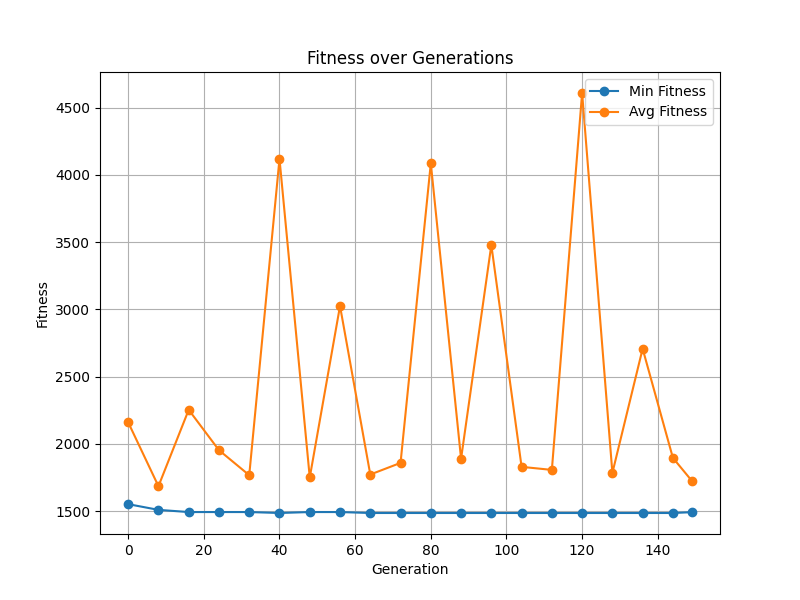 Fitness over Generations
Min Fitness
Avg Fitness
4500
4000
3500
3000
2500
2000
1500
Fitness
0 20 40 60 80 100 120 140
Generation